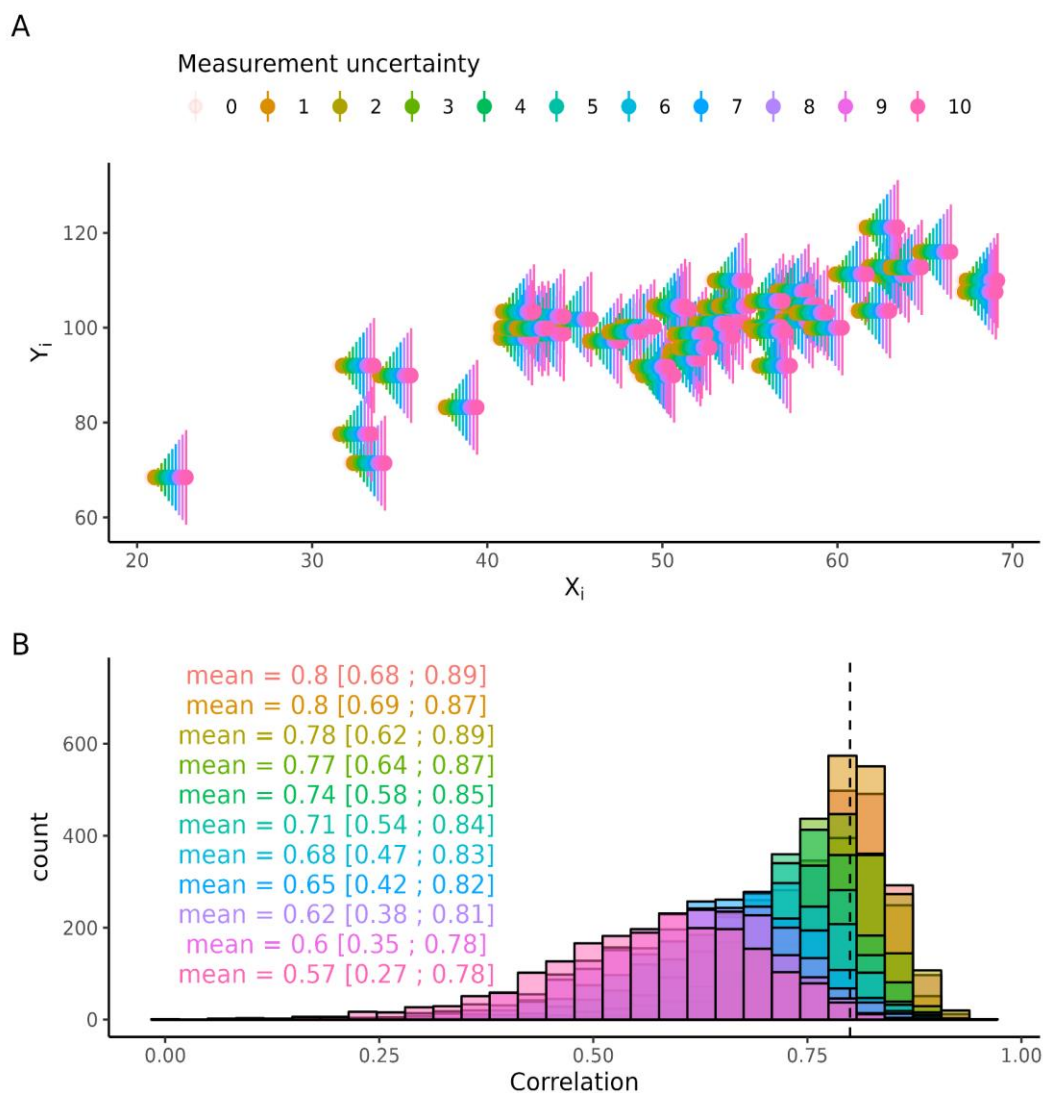 A
Measurement uncertainty
0 1 2 3 4 5 6 7 8 9 10
120
100
80
60
Y_i
20 30 40 50 60 70
X_i
B
mean = 0.8 [0.68 ; 0.89]
mean = 0.8 [0.69 ; 0.87]
mean = 0.78 [0.62 ; 0.89]
mean = 0.77 [0.64 ; 0.87]
mean = 0.74 [0.58 ; 0.85]
mean = 0.71 [0.54 ; 0.84]
mean = 0.68 [0.47 ; 0.83]
mean = 0.65 [0.42 ; 0.82]
mean = 0.62 [0.38 ; 0.81]
mean = 0.6 [0.35 ; 0.78]
mean = 0.57 [0.27 ; 0.78]
600
400
200
0
count
0.00 0.25 0.50 0.75 1.00
Correlation